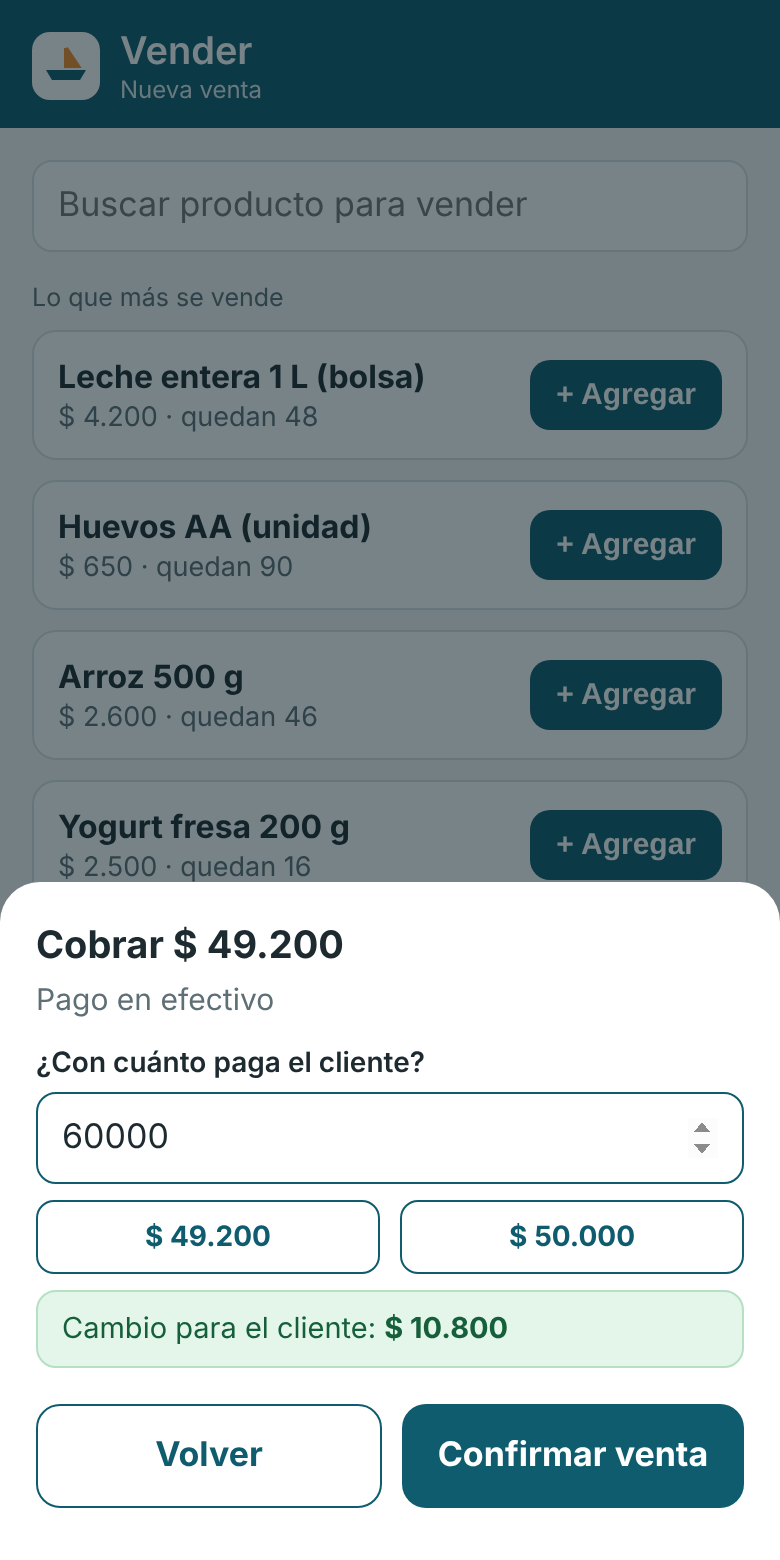 Vender
Nueva venta
Buscar producto para vender
Lo que más se vende
Leche entera 1 L (bolsa)
$ 4.200 · quedan 48
+ Agregar
Huevos AA (unidad)
$ 650 · quedan 90
+ Agregar
Arroz 500 g
$ 2.600 · quedan 46
+ Agregar
Yogurt fresa 200 g
$ 2.500 · quedan 16
+ Agregar
Cobrar $ 49.200
Pago en efectivo
¿Con cuánto paga el cliente?
60000
$ 49.200
$ 50.000
Cambio para el cliente: $ 10.800
Volver
Confirmar venta